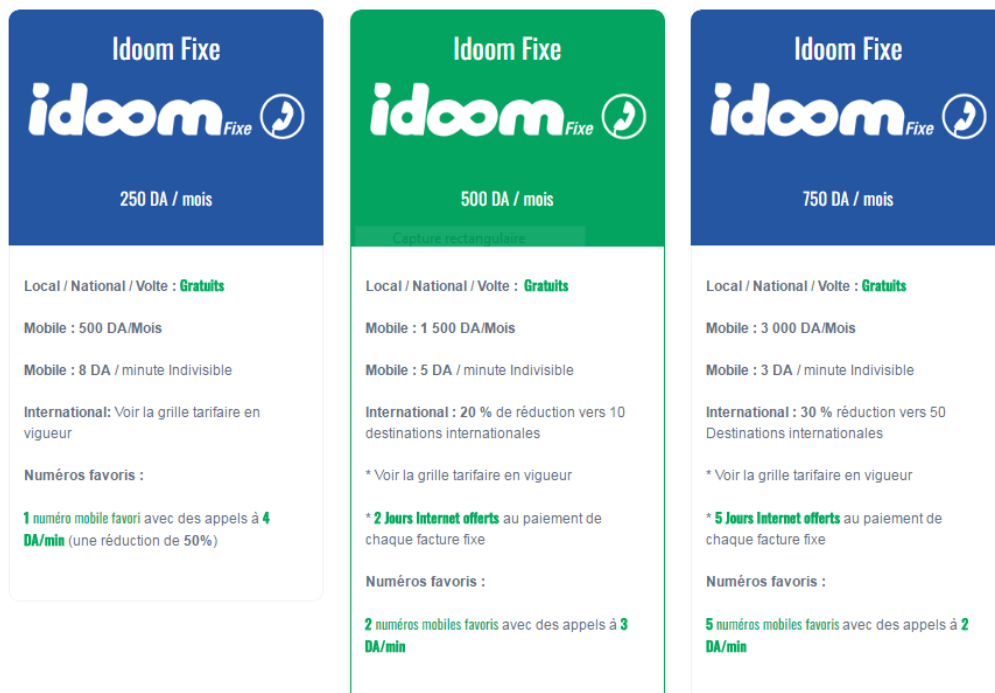 Idoom Fixe
idoom Fixe
250 DA / mois
Local / National / Volte : Gratuits
Mobile : 500 DA/Mois
Mobile : 8 DA / minute Indivisible
International: Voir la grille tarifaire en
vigueur
Numéros favoris :
1 numéro mobile favori avec des appels à 4
DA/min (une réduction de 50%)
Idoom Fixe
idoom Fixe
500 DA / mois
Capture rectangulaire
Local / National / Volte : Gratuits
Mobile : 1 500 DA/Mois
Mobile : 5 DA / minute Indivisible
International : 20 % de réduction vers 10
destinations internationales
* Voir la grille tarifaire en vigueur
* 2 Jours Internet offerts au paiement de
chaque facture fixe
Numéros favoris :
2 numéros mobiles favoris avec des appels à 3
DA/min
Idoom Fixe
idoom Fixe
750 DA / mois
Local / National / Volte : Gratuits
Mobile : 3 000 DA/Mois
Mobile : 3 DA / minute Indivisible
International : 30 % réduction vers 50
Destinations internationales
* Voir la grille tarifaire en vigueur
* 5 Jours Internet offerts au paiement de
chaque facture fixe
Numéros favoris :
5 numéros mobiles favoris avec des appels à 2
DA/min